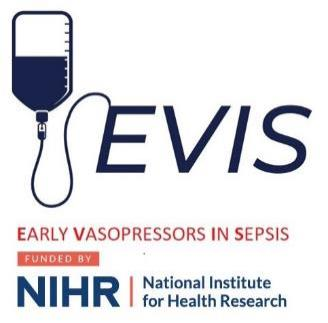 EVIS
EARLY VASOPRESSORS IN SEPSIS
FUNDED BY
NIHR | National Institute
for Health Research